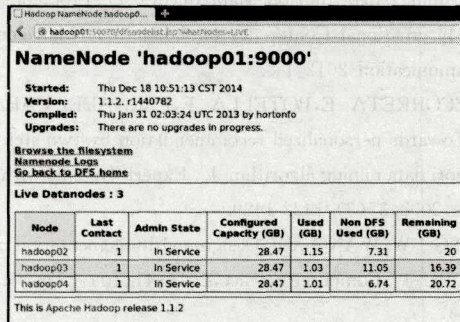 Hadoop NameNode hadoop0...
hadoop01:50070/dfsnodelist.jsp?whatNodes=LIVE
NameNode 'hadoop01:9000'
Started: Thu Dec 18 10:51:13 CST 2014
Version: 1.1.2, r1440782
Compiled: Thu Jan 31 02:03:24 UTC 2013 by hortonfo
Upgrades: There are no upgrades in progress.
Browse the filesystem
Namenode Logs
Go back to DFS home
Live Datanodes : 3
Node Last Contact Admin State Configured Capacity (GB) Used (GB) Non DFS Used (GB) Remaining (GB)
hadoop02 1 In Service 28.47 1.15 7.31 20
hadoop03 1 In Service 28.47 1.03 11.05 16.39
hadoop04 1 In Service 28.47 1.01 6.74 20.72
This is Apache Hadoop release 1.1.2